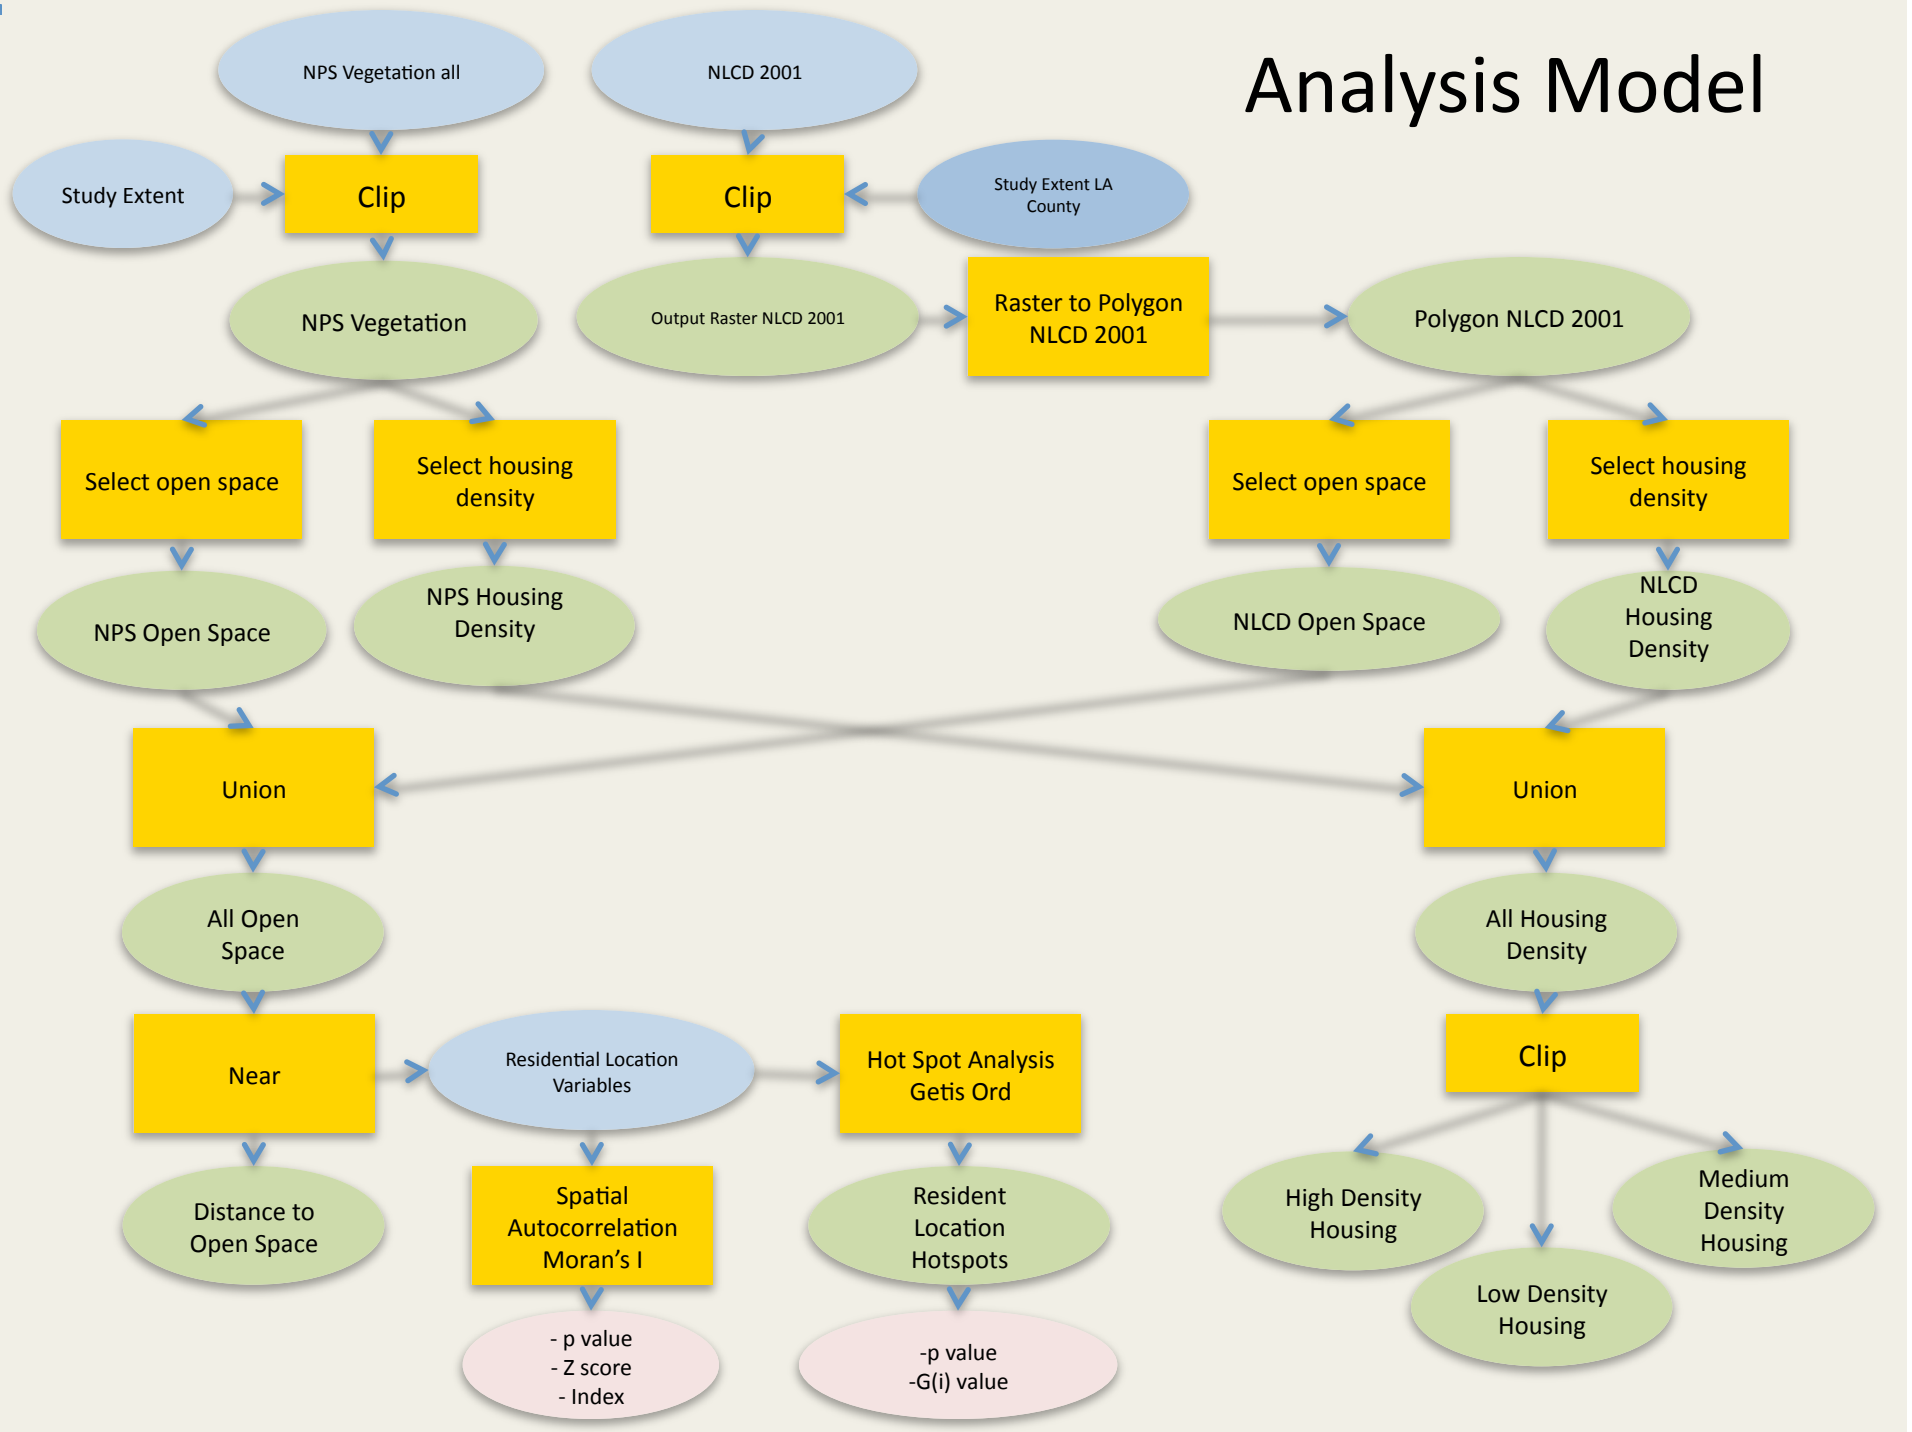 Analysis Model
NPS Vegetation all
NLCD 2001
Study Extent
Clip
Clip
Study Extent LA
County
NPS Vegetation
Output Raster NLCD 2001
Raster to Polygon
NLCD 2001
Polygon NLCD 2001
Select open space
Select housing
density
Select open space
Select housing
density
NPS Open Space
NPS Housing
Density
NLCD Open Space
NLCD
Housing
Density
Union
Union
All Open
Space
All Housing
Density
Near
Residential Location
Variables
Hot Spot Analysis
Getis Ord
Clip
Distance to
Open Space
Spatial
Autocorrelation
Moran’s I
Resident
Location
Hotspots
High Density
Housing
Medium
Density
Housing
Low Density
Housing
- p value
- Z score
- Index
-p value
-G(i) value